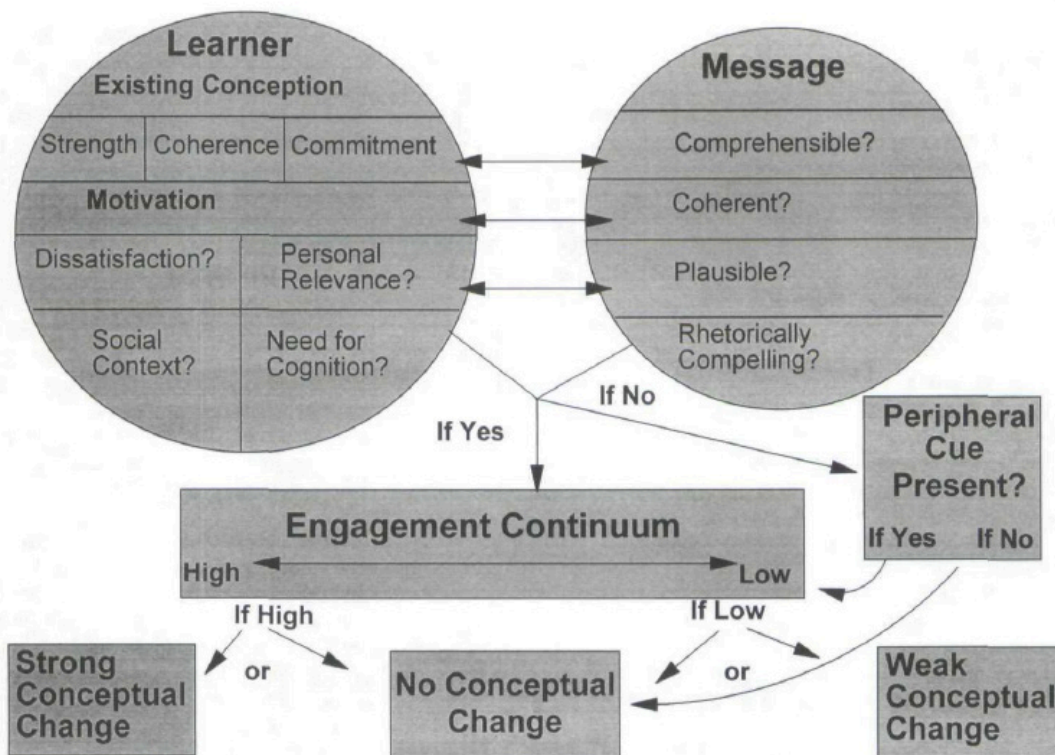 Learner
Existing Conception
Strength Coherence Commitment
Motivation
Dissatisfaction?
Personal
Relevance?
Social
Context?
Need for
Cognition?
Message
Comprehensible?
Coherent?
Plausible?
Rhetorically
Compelling?
If Yes
If No
Peripheral
Cue
Present?
If Yes If No
Engagement Continuum
High Low
If High
If Low
Strong
Conceptual
Change
or
No Conceptual
Change
or
Weak
Conceptual
Change